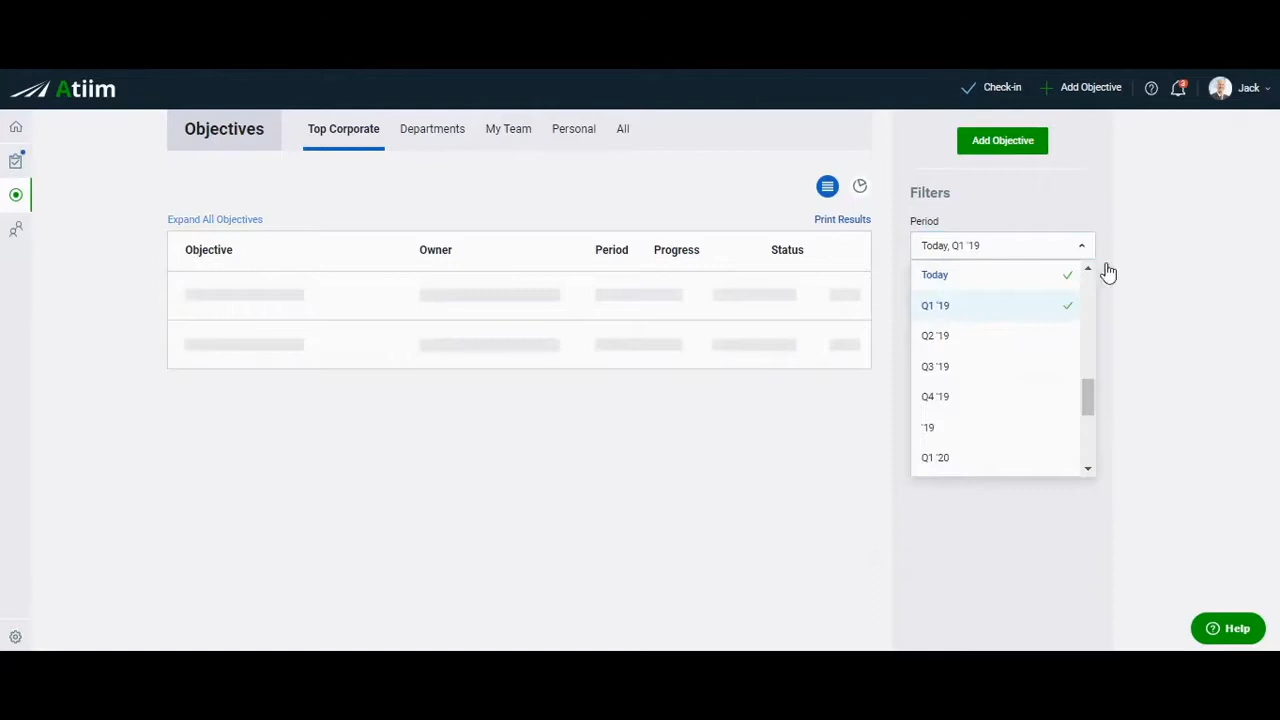 Atiim
Check-in
Add Objective
3
Jack
Objectives
Top Corporate
Departments
My Team
Personal
All
Add Objective
Filters
Period
Today, Q1 '19
Today
Q1 '19
Q2 '19
Q3 '19
Q4 '19
'19
Q1 '20
Expand All Objectives
Print Results
Objective Owner Period Progress Status
Help